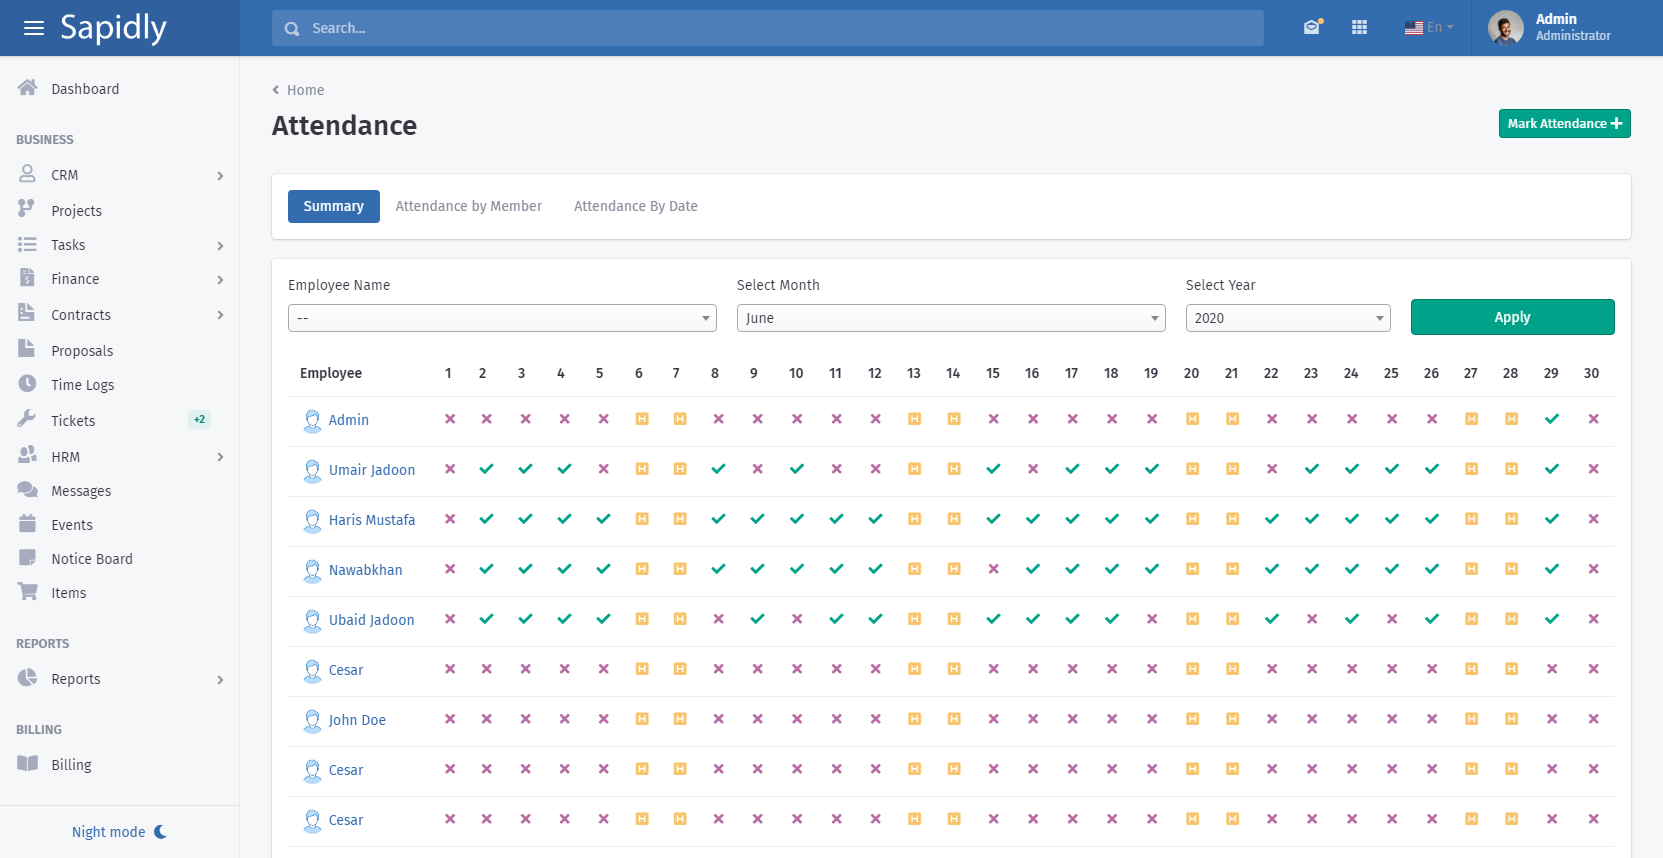 Sapidly
Search...
En
Admin
Administrator
Dashboard
BUSINESS
CRM
Projects
Tasks
Finance
Contracts
Proposals
Time Logs
Tickets +2
HRM
Messages
Events
Notice Board
Items
REPORTS
Reports
BILLING
Billing
Night mode
Home
Attendance
Mark Attendance
Summary Attendance by Member Attendance By Date
Employee Name Select Month Select Year
-- June 2020 Apply
Employee 1 2 3 4 5 6 7 8 9 10 11 12 13 14 15 16 17 18 19 20 21 22 23 24 25 26 27 28 29 30
Admin H H H H H H H H
Umair Jadoon H H H H H H H H
Haris Mustafa H H H H H H H H
Nawabkhan H H H H H H H H
Ubaid Jadoon H H H H H H H H
Cesar H H H H H H H H
John Doe H H H H H H H H
Cesar H H H H H H H H
Cesar H H H H H H H H